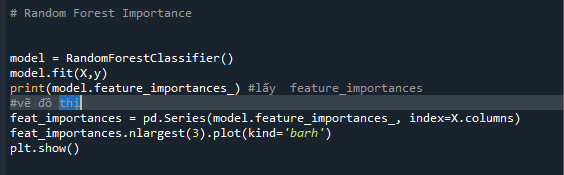 # Random Forest Importance
model = RandomForestClassifier()
model.fit(X,y)
print(model.feature_importances_) #lấy  feature_importances
#vẽ đồ thị
feat_importances = pd.Series(model.feature_importances_, index=X.columns)
feat_importances.nlargest(3).plot(kind='barh')
plt.show()